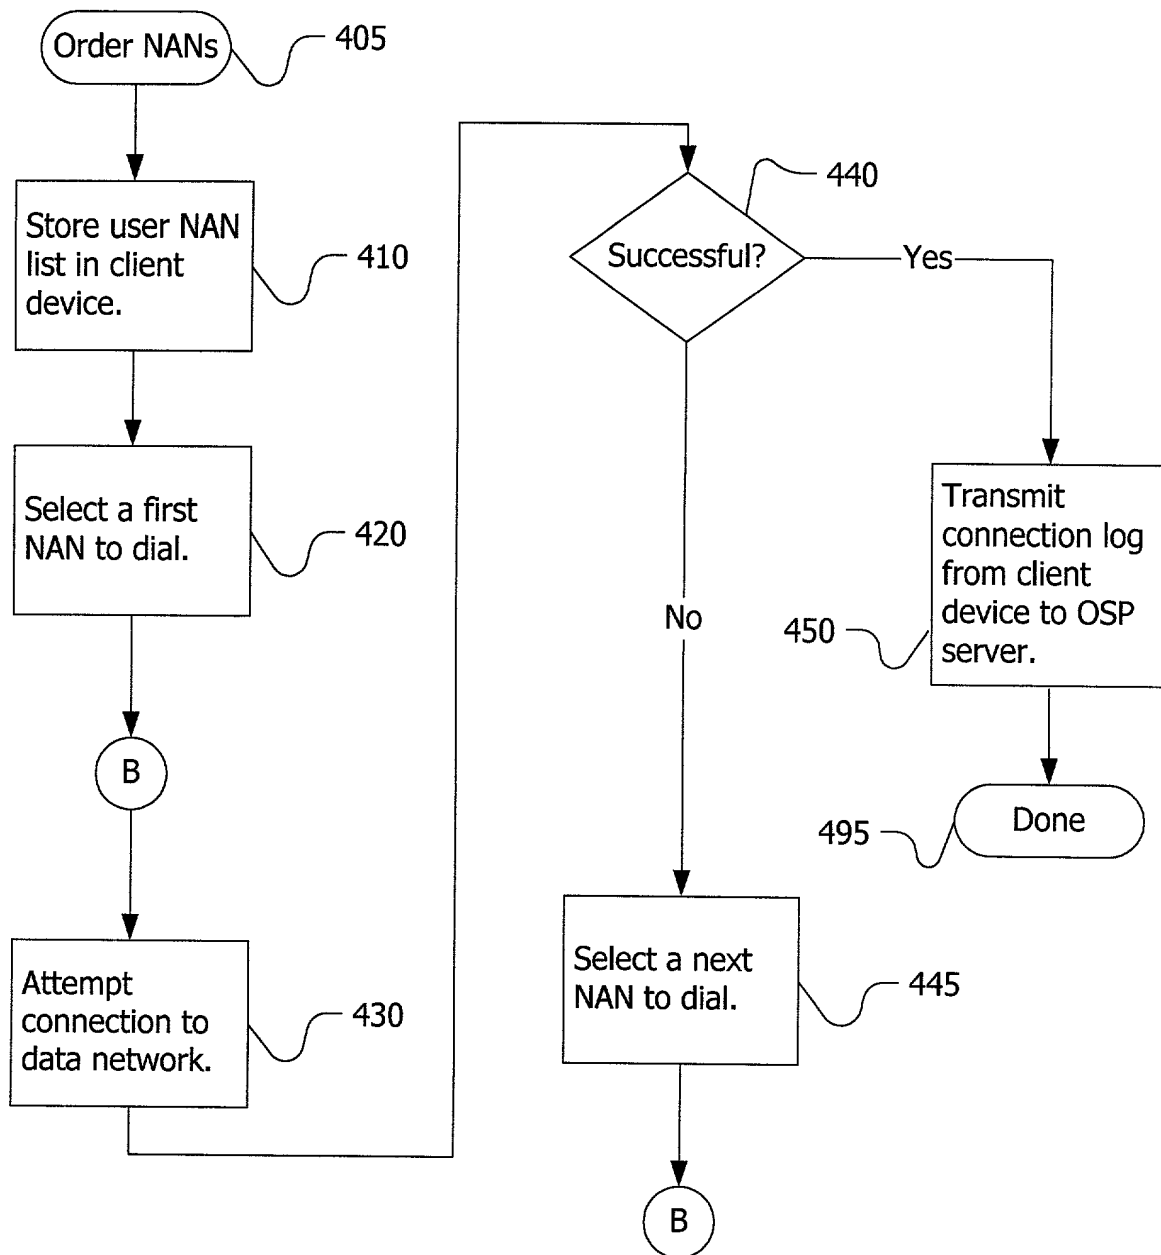 Order NANs
405
Store user NAN
list in client
device.
410
Select a first
NAN to dial.
420
B
Attempt
connection to
data network.
430
Successful?
440
Yes
No
Transmit
connection log
from client
device to OSP
server.
450
Done
495
Select a next
NAN to dial.
445
B